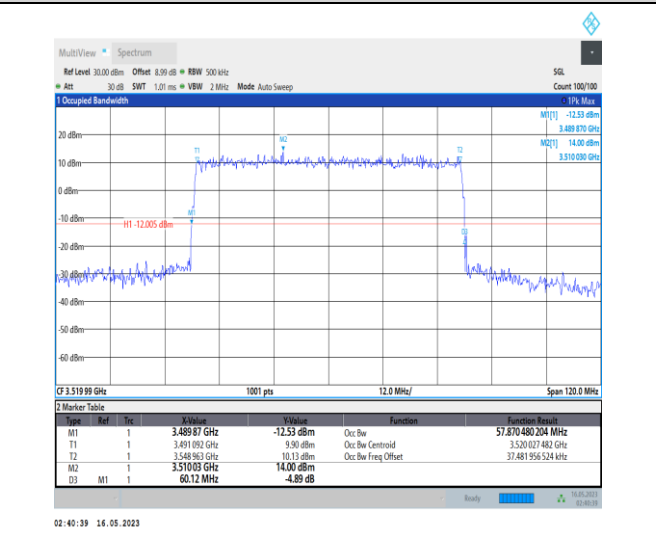 MultiView Spectrum
Ref Level 30.00 dBm Offset 8.99 dB RBW 500 kHz SGL
Att 30 dB SWT 1.01 ms VBW 2 MHz Mode Auto Sweep Count 100/100
1 Occupied Bandwidth 1Pk Max
M1[1] -12.53 dBm
3.489 870 GHz
M2[1] 14.00 dBm
3.510 030 GHz
20 dBm
M2
T1
T2
10 dBm
0 dBm
M1
-10 dBm
H1 -12.005 dBm
D3
-20 dBm
-30 dBm
-40 dBm
-50 dBm
-60 dBm
CF 3.519 99 GHz 1001 pts 12.0 MHz/ Span 120.0 MHz
2 Marker Table
Type Ref Trc X-Value Y-Value Function Function Result
M1 1 3.489 87 GHz -12.53 dBm Occ Bw 57.870 480 204 MHz
T1 1 3.491 092 GHz 9.90 dBm Occ Bw Centroid 3.520 027 482 GHz
T2 1 3.548 963 GHz 10.13 dBm Occ Bw Freq Offset 37.481 956 524 kHz
M2 1 3.510 03 GHz 14.00 dBm
D3 M1 1 60.12 MHz -4.89 dB
Ready 16.05.2023
02:40:39
02:40:39 16.05.2023